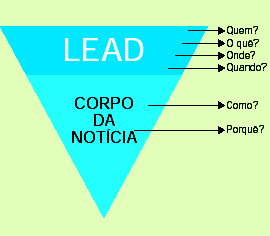 LEAD
Quem?
O quê?
Onde?
Quando?
CORPO
DA
NOTÍCIA
Como?
Porquê?